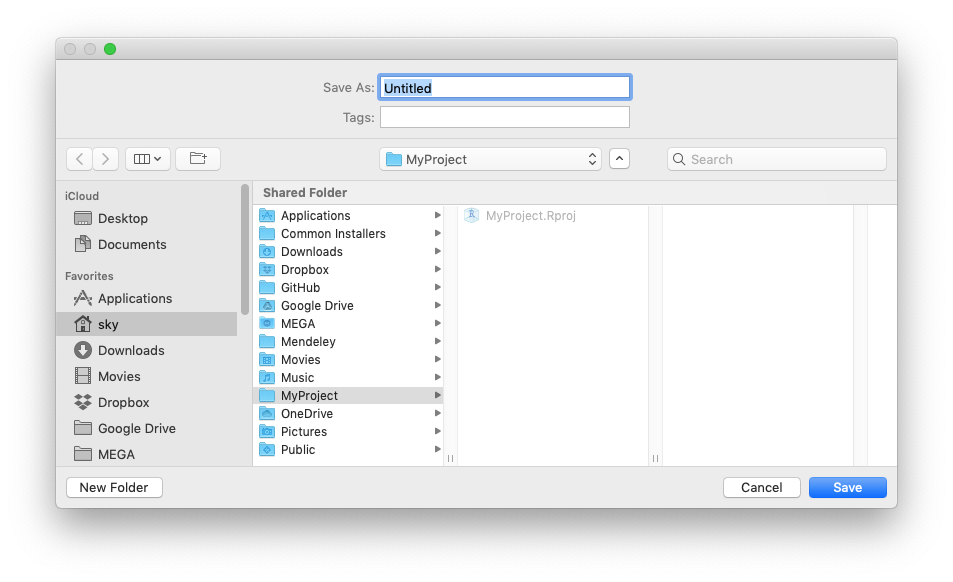 Save As: Untitled
Tags:
MyProject
Search
iCloud
Desktop
Documents
Favorites
Applications
sky
Downloads
Movies
Dropbox
Google Drive
MEGA
Shared Folder
Applications
Common Installers
Downloads
Dropbox
GitHub
Google Drive
MEGA
Mendeley
Movies
Music
MyProject
OneDrive
Pictures
Public
MyProject.Rproj
New Folder
Cancel
Save